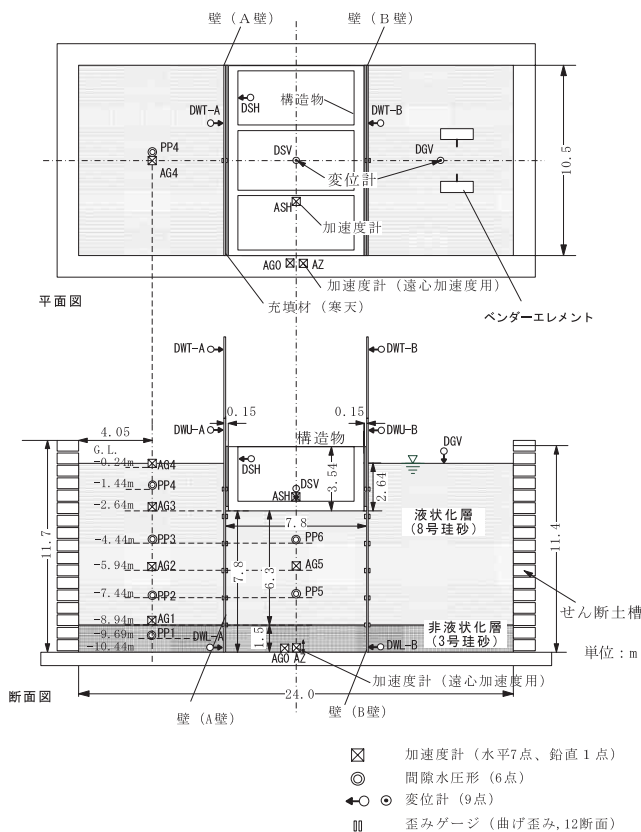 壁 (A壁)
壁 (B壁)
DWT-A
DSH
構造物
DWT-B
PP4
AG4
DSV
DGV
変位計
ASH
加速度計
AG0 AZ
加速度計 (遠心加速度用)
10.5
平面図
充填材 (寒天)
ベンダーエレメント
DWT-A
DWT-B
0.15
0.15
4.05
DWU-A
DWU-B
構造物
G.L.
DGV
-0.24m AG4
DSH
DSV
3.54
2.64
-1.44m PP4
ASH
-2.64m AG3
7.8
液状化層
(8号珪砂)
-4.44m PP3
PP6
11.7
11.4
7.8
6.3
-5.94m AG2
AG5
-7.44m PP2
PP5
せん断土槽
-8.94m AG1
非液状化層
(3号珪砂)
-9.69m PP1
DWL-A
1.5
DWL-B
-10.44m
単位：m
AG0 AZ
加速度計 (遠心加速度用)
断面図
24.0
壁 (A壁)
壁 (B壁)
加速度計 (水平7点、鉛直1点)
間隙水圧形 (6点)
変位計 (9点)
歪みゲージ (曲げ歪み,12断面)